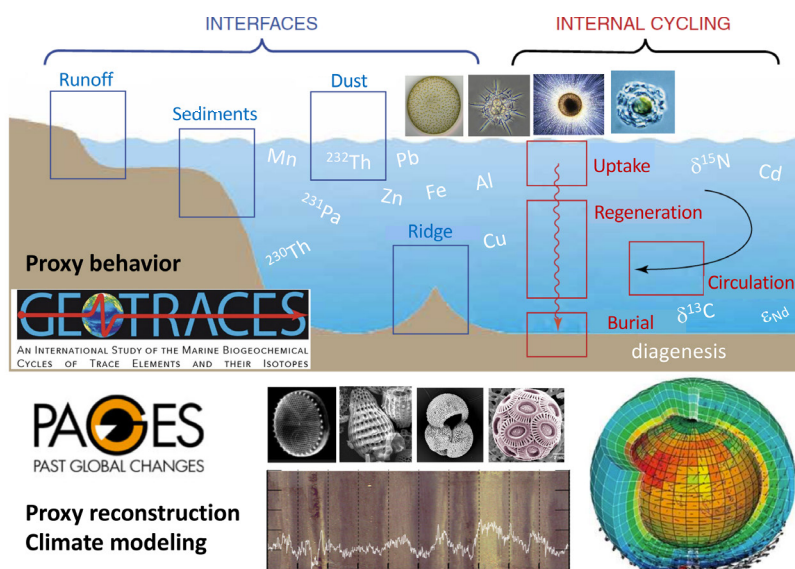 INTERFACES
INTERNAL CYCLING
Runoff
Sediments
Dust
Mn
²³²Th
Pb
Zn
Fe
Al
²³¹Pa
²³⁰Th
Cu
Ridge
Uptake
δ¹⁵N
Cd
Regeneration
Circulation
Burial
δ¹³C
εNd
diagenesis
Proxy behavior
GEOTRACES
AN INTERNATIONAL STUDY OF THE MARINE BIOGEOCHEMICAL
CYCLES OF TRACE ELEMENTS AND THEIR ISOTOPES
PAGES
PAST GLOBAL CHANGES
Proxy reconstruction
Climate modeling